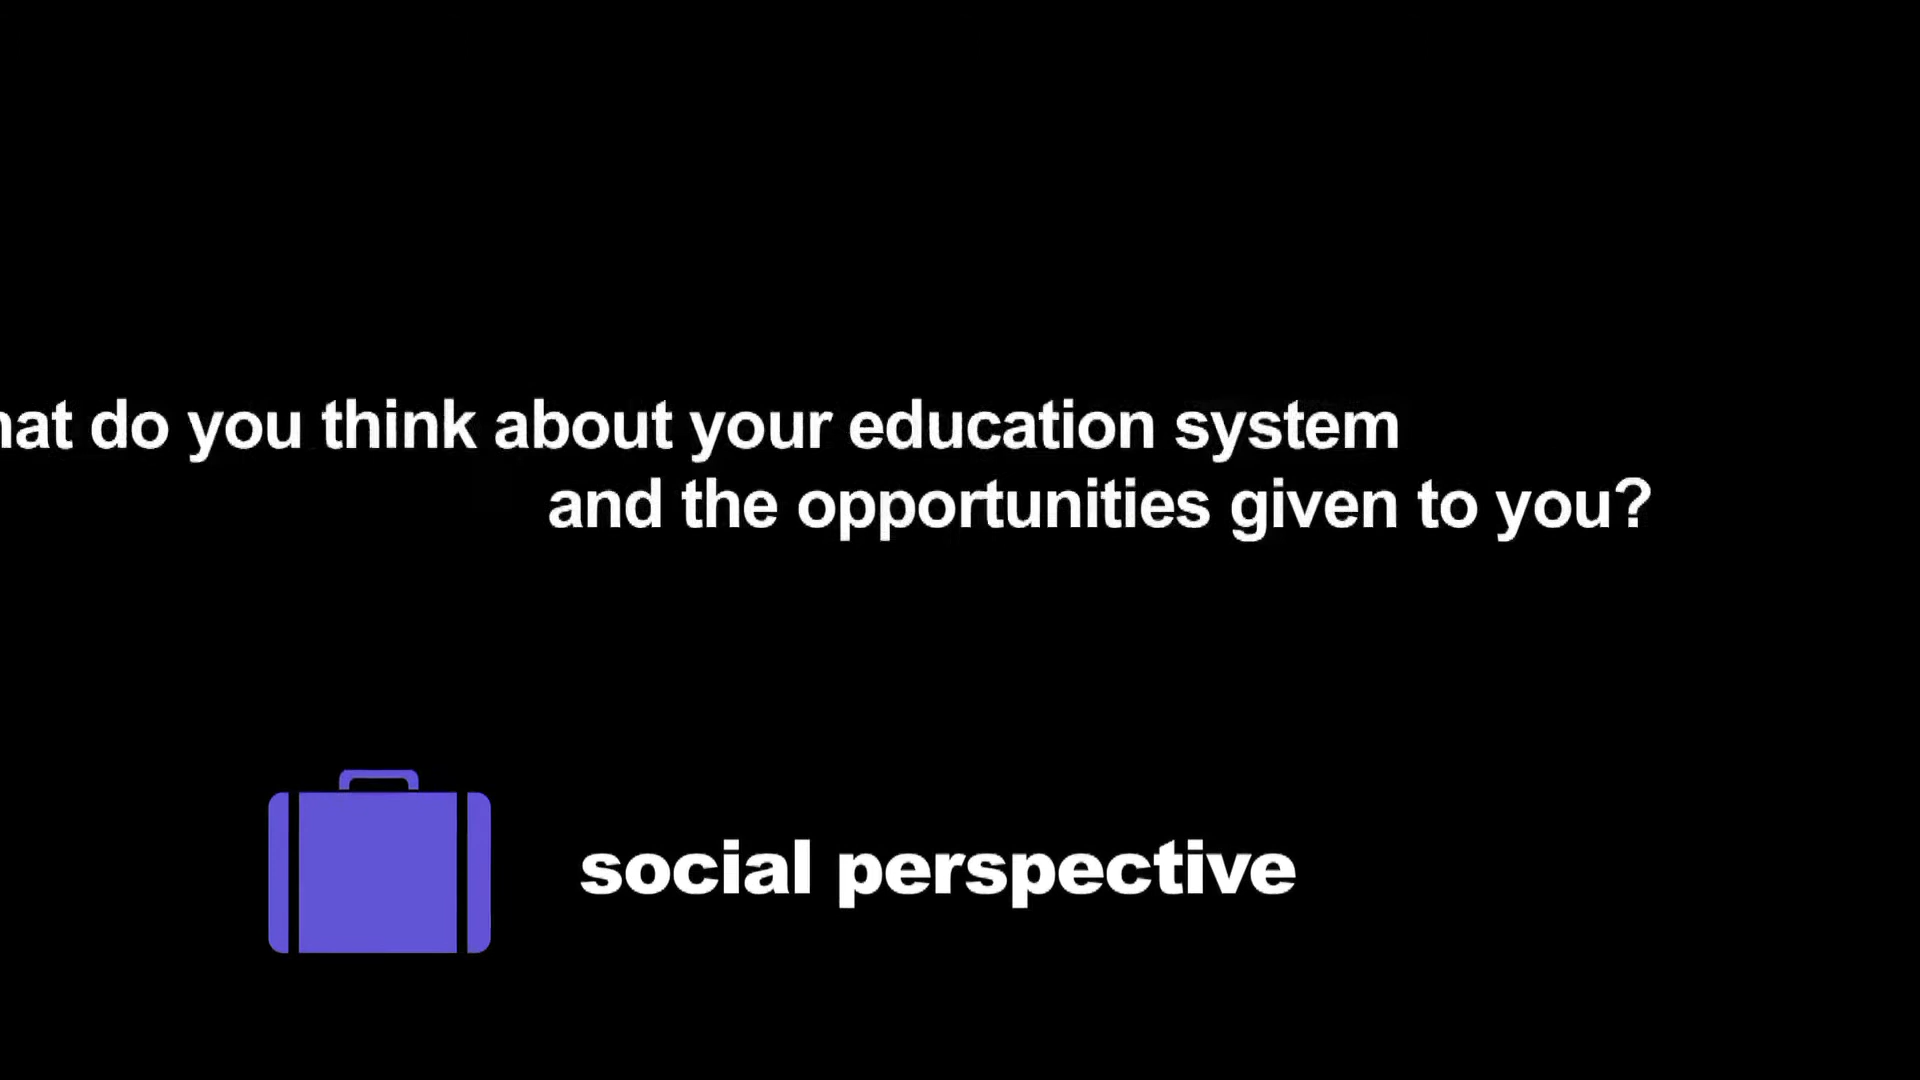 hat do you think about your education system
and the opportunities given to you?
social perspective